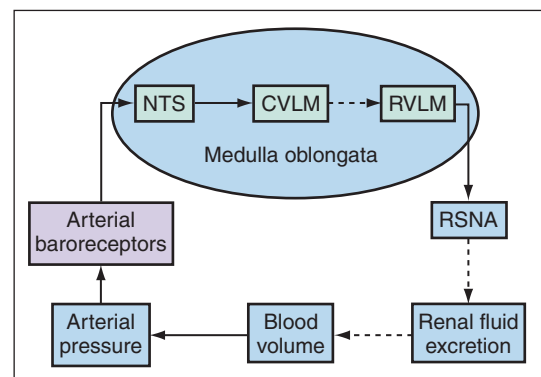 NTS
CVLM
RVLM
Medulla oblongata
Arterial
baroreceptors
RSNA
Arterial
pressure
Blood
volume
Renal fluid
excretion